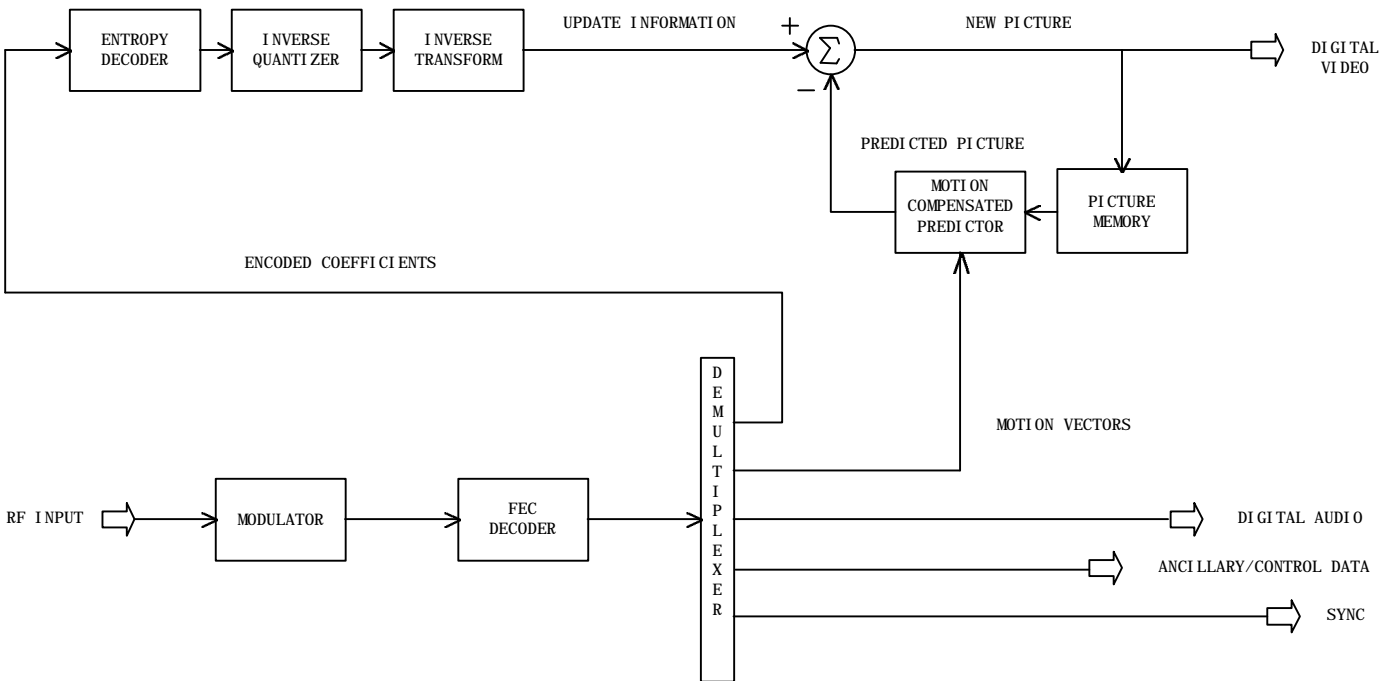 UPDATE INFORMATION
+
NEW PICTURE
ENTROPY
DECODER
INVERSE
QUANTIZER
INVERSE
TRANSFORM
Σ
DIGITAL
VIDEO
−
PREDICTED PICTURE
MOTION
COMPENSATED
PREDICTOR
PICTURE
MEMORY
ENCODED COEFFICIENTS
DEMULTIPLEXER
MOTION VECTORS
RF INPUT
MODULATOR
FEC
DECODER
DIGITAL AUDIO
ANCILLARY/CONTROL DATA
SYNC